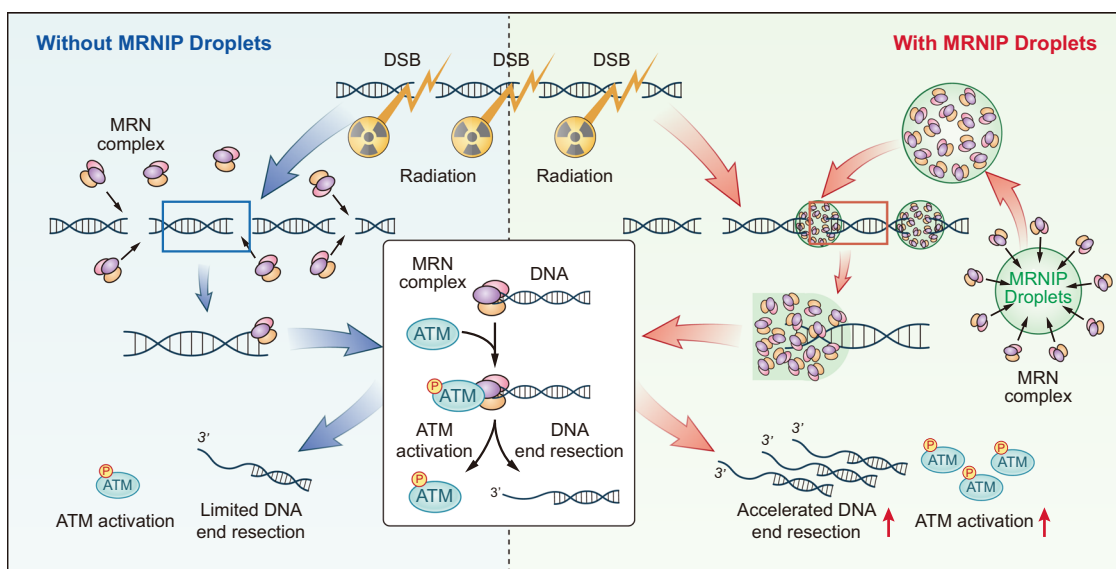 Without MRNIP Droplets
With MRNIP Droplets
DSB
DSB
DSB
MRN
complex
Radiation
Radiation
MRN
complex
DNA
ATM
P
ATM
ATM
activation
DNA
end resection
P
ATM
3'
MRNIP
Droplets
MRN
complex
P
ATM
ATM activation
3'
Limited DNA
end resection
3'
Accelerated DNA
end resection
P
ATM
P
ATM
P
ATM
ATM activation